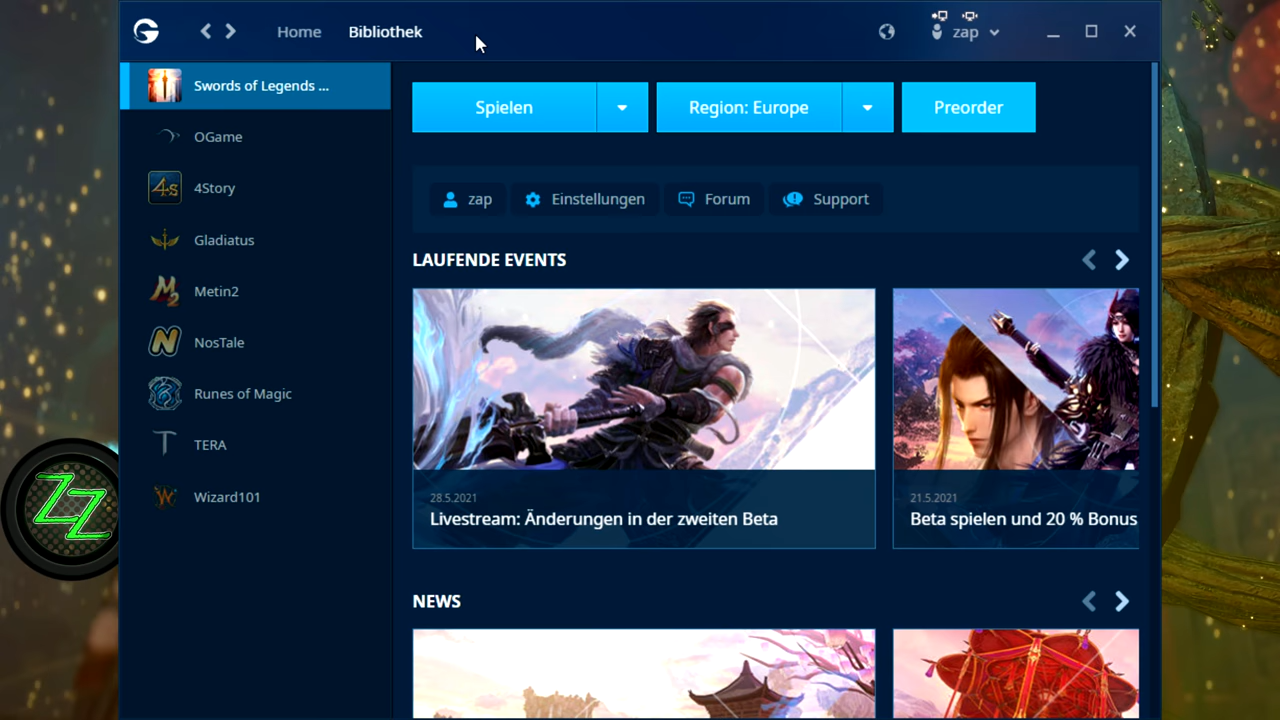 Home
Bibliothek
zap
Swords of Legends ...
OGame
4Story
Gladiatus
Metin2
NosTale
Runes of Magic
TERA
Wizard101
Spielen
Region: Europe
Preorder
zap
Einstellungen
Forum
Support
LAUFENDE EVENTS
28.5.2021
Livestream: Änderungen in der zweiten Beta
21.5.2021
Beta spielen und 20 % Bonus
NEWS
ZZ